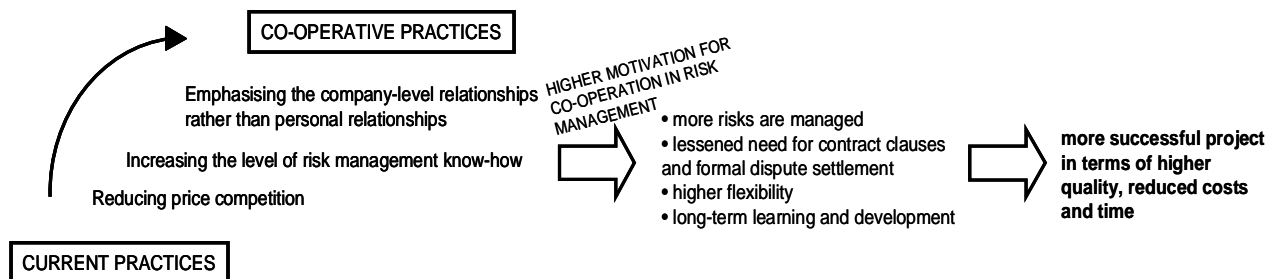 CO-OPERATIVE PRACTICES
Emphasising the company-level relationships
rather than personal relationships
Increasing the level of risk management know-how
Reducing price competition
CURRENT PRACTICES
HIGHER MOTIVATION FOR
CO-OPERATION IN RISK
MANAGEMENT
• more risks are managed
• lessened need for contract clauses
and formal dispute settlement
• higher flexibility
• long-term learning and development
more successful project
in terms of higher
quality, reduced costs
and time